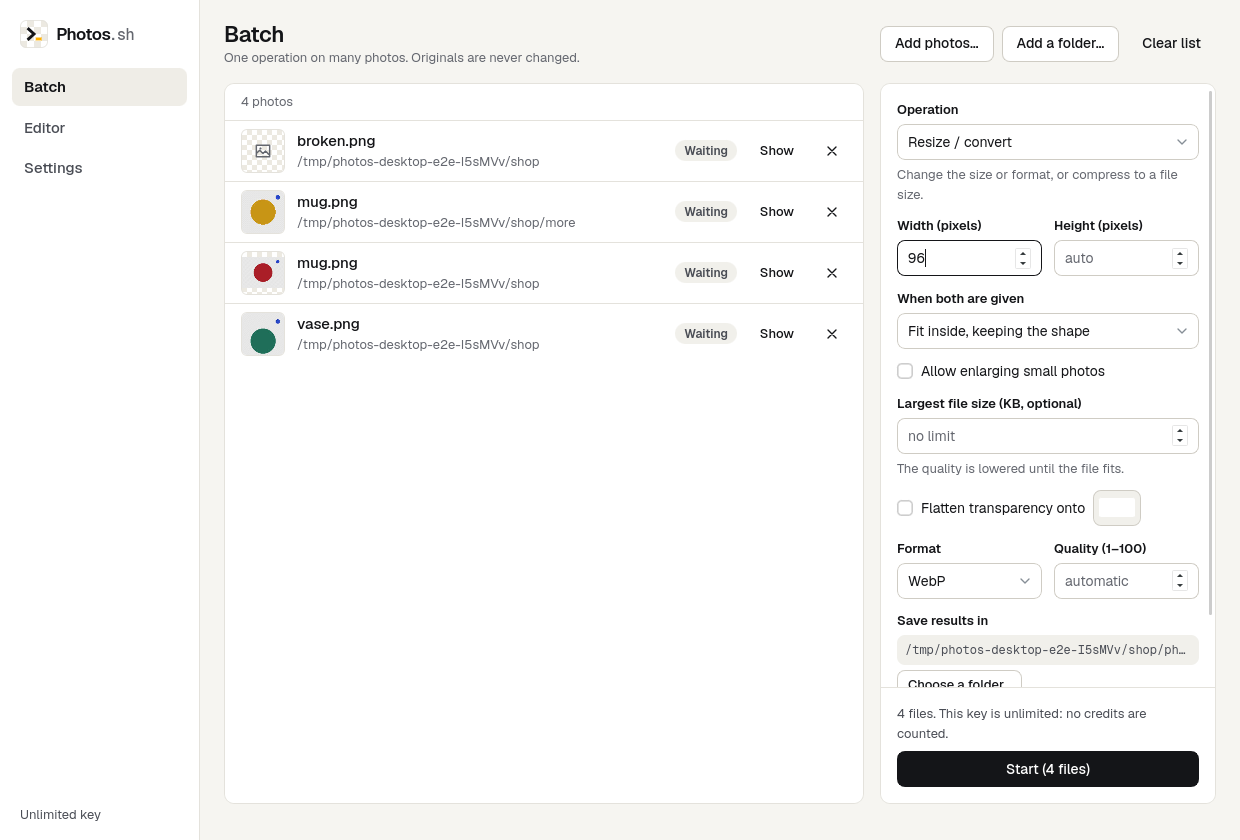 Photos.sh
Batch
Editor
Settings
Unlimited key
Batch
One operation on many photos. Originals are never changed.
Add photos…
Add a folder…
Clear list
4 photos
broken.png
/tmp/photos-desktop-e2e-I5sMVv/shop
Waiting
Show
mug.png
/tmp/photos-desktop-e2e-I5sMVv/shop/more
Waiting
Show
mug.png
/tmp/photos-desktop-e2e-I5sMVv/shop
Waiting
Show
vase.png
/tmp/photos-desktop-e2e-I5sMVv/shop
Waiting
Show
Operation
Resize / convert
Change the size or format, or compress to a file
size.
Width (pixels)
Height (pixels)
96
auto
When both are given
Fit inside, keeping the shape
Allow enlarging small photos
Largest file size (KB, optional)
no limit
The quality is lowered until the file fits.
Flatten transparency onto
Format
Quality (1–100)
WebP
automatic
Save results in
/tmp/photos-desktop-e2e-I5sMVv/shop/ph…
Choose a folder
4 files. This key is unlimited: no credits are
counted.
Start (4 files)